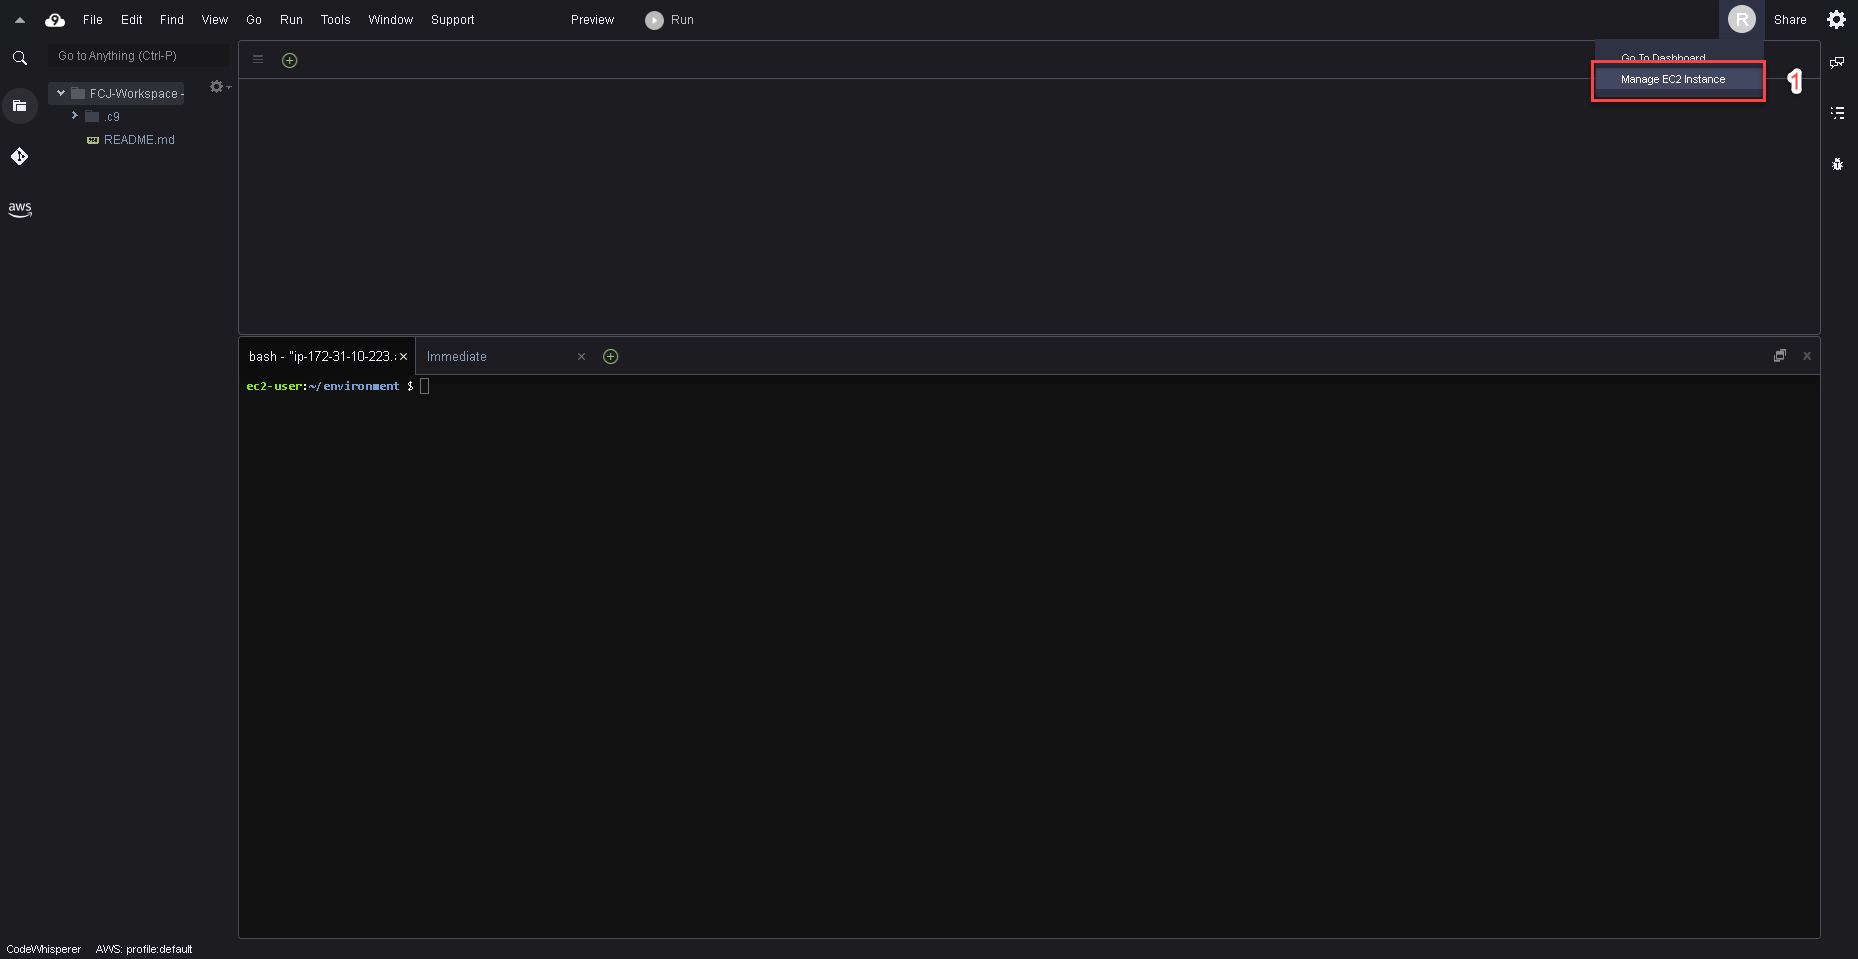 9 File Edit Find View Go Run Tools Window Support Preview Run R Share
Go to Anything (Ctrl-P)
Go To Dashboard
Manage EC2 Instance
1
FCJ-Workspace -
.c9
README.md
aws
bash - "ip-172-31-10-223.
Immediate
ec2-user:~/environment $
CodeWhisperer AWS: profile:default